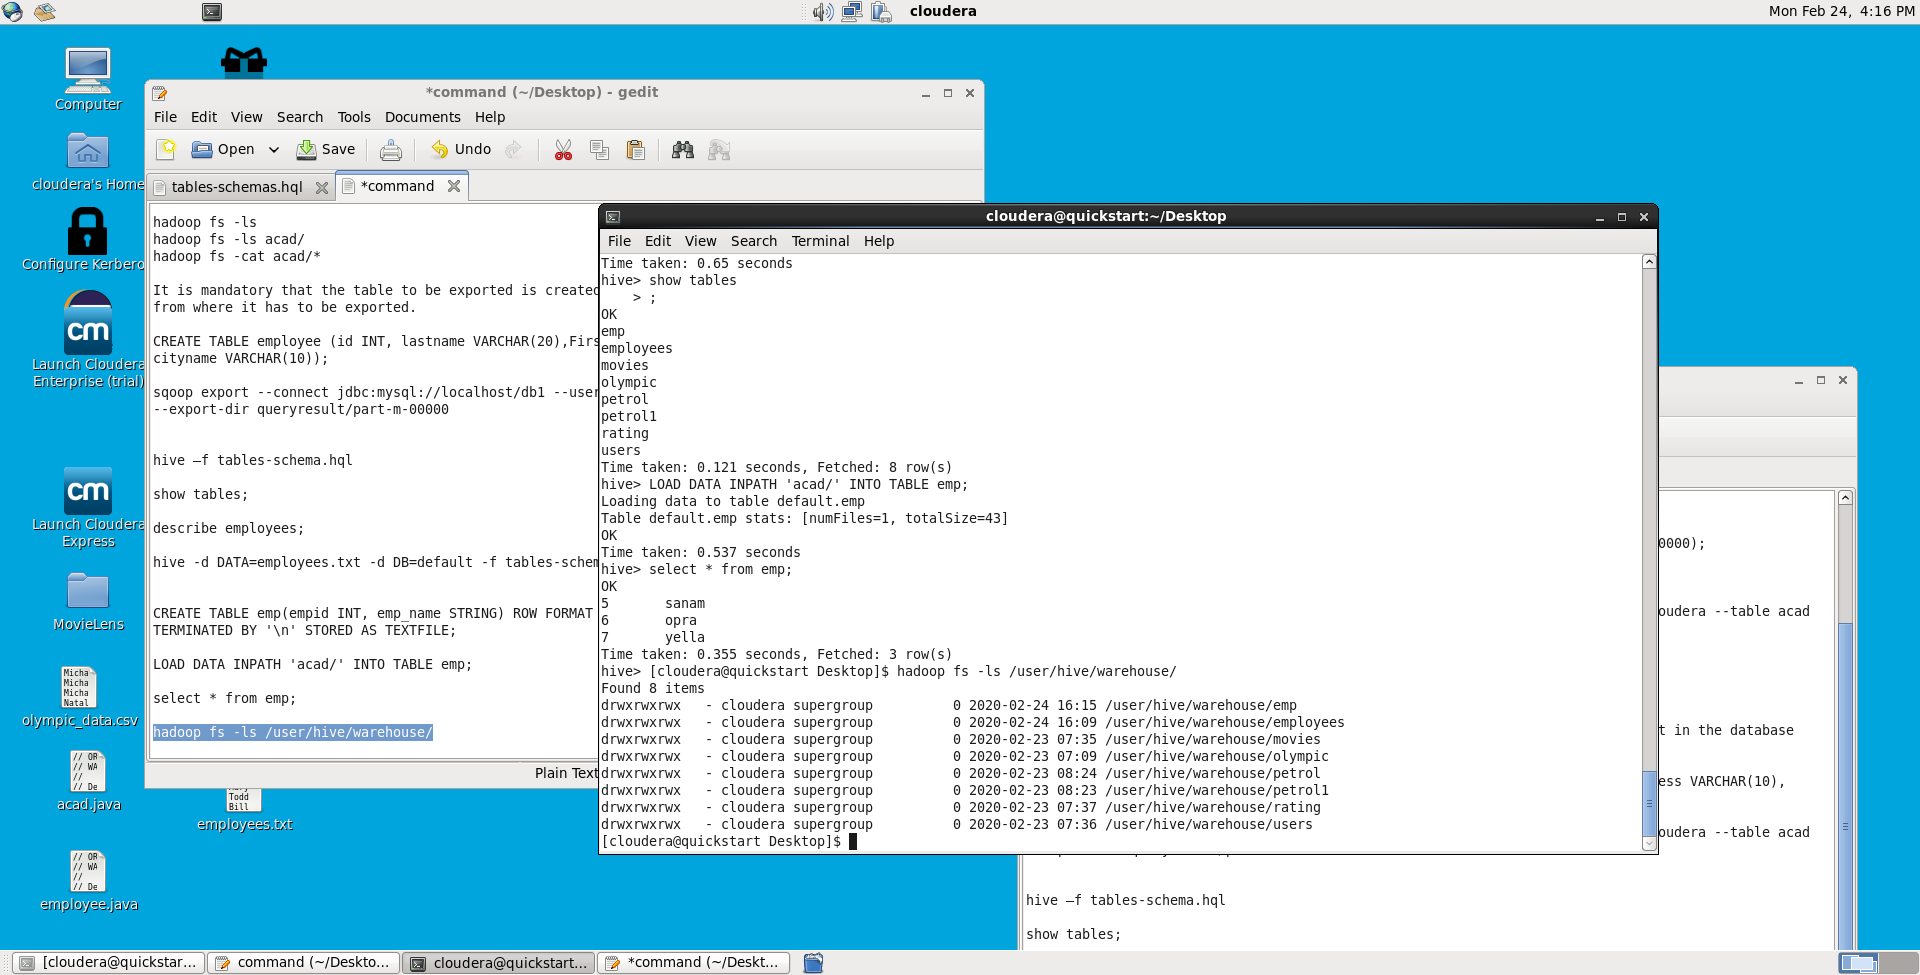 cloudera
Mon Feb 24, 4:16 PM
Computer
cloudera's Home
Configure Kerbero
cm
Launch Cloudera
Enterprise (trial)
cm
Launch Cloudera
Express
MovieLens
Micha
Micha
Micha
Natal
olympic_data.csv
// OR
// WA
//
// De
acad.java
Todd
Bill
employees.txt
// OR
// WA
//
// De
employee.java
*command (~/Desktop) - gedit
File Edit View Search Tools Documents Help
Open Save Undo
tables-schemas.hql *command
hadoop fs -ls
hadoop fs -ls acad/
hadoop fs -cat acad/*
It is mandatory that the table to be exported is created
from where it has to be exported.
CREATE TABLE employee (id INT, lastname VARCHAR(20),Firs
cityname VARCHAR(10));
sqoop export --connect jdbc:mysql://localhost/db1 --user
--export-dir queryresult/part-m-00000
hive –f tables-schema.hql
show tables;
describe employees;
hive -d DATA=employees.txt -d DB=default -f tables-schem
CREATE TABLE emp(empid INT, emp_name STRING) ROW FORMAT
TERMINATED BY '\n' STORED AS TEXTFILE;
LOAD DATA INPATH 'acad/' INTO TABLE emp;
select * from emp;
hadoop fs -ls /user/hive/warehouse/
Plain Text
cloudera@quickstart:~/Desktop
File Edit View Search Terminal Help
Time taken: 0.65 seconds
hive> show tables
    > ;
OK
emp
employees
movies
olympic
petrol
petrol1
rating
users
Time taken: 0.121 seconds, Fetched: 8 row(s)
hive> LOAD DATA INPATH 'acad/' INTO TABLE emp;
Loading data to table default.emp
Table default.emp stats: [numFiles=1, totalSize=43]
OK
Time taken: 0.537 seconds
hive> select * from emp;
OK
5       sanam
6       opra
7       yella
Time taken: 0.355 seconds, Fetched: 3 row(s)
hive> [cloudera@quickstart Desktop]$ hadoop fs -ls /user/hive/warehouse/
Found 8 items
drwxrwxrwx   - cloudera supergroup          0 2020-02-24 16:15 /user/hive/warehouse/emp
drwxrwxrwx   - cloudera supergroup          0 2020-02-24 16:09 /user/hive/warehouse/employees
drwxrwxrwx   - cloudera supergroup          0 2020-02-23 07:35 /user/hive/warehouse/movies
drwxrwxrwx   - cloudera supergroup          0 2020-02-23 07:09 /user/hive/warehouse/olympic
drwxrwxrwx   - cloudera supergroup          0 2020-02-23 08:24 /user/hive/warehouse/petrol
drwxrwxrwx   - cloudera supergroup          0 2020-02-23 08:23 /user/hive/warehouse/petrol1
drwxrwxrwx   - cloudera supergroup          0 2020-02-23 07:37 /user/hive/warehouse/rating
drwxrwxrwx   - cloudera supergroup          0 2020-02-23 07:36 /user/hive/warehouse/users
[cloudera@quickstart Desktop]$
0000);
oudera --table acad
t in the database
ess VARCHAR(10),
oudera --table acad
hive –f tables-schema.hql
show tables;
[cloudera@quickstar... command (~/Deskto... cloudera@quickstart... *command (~/Deskt...